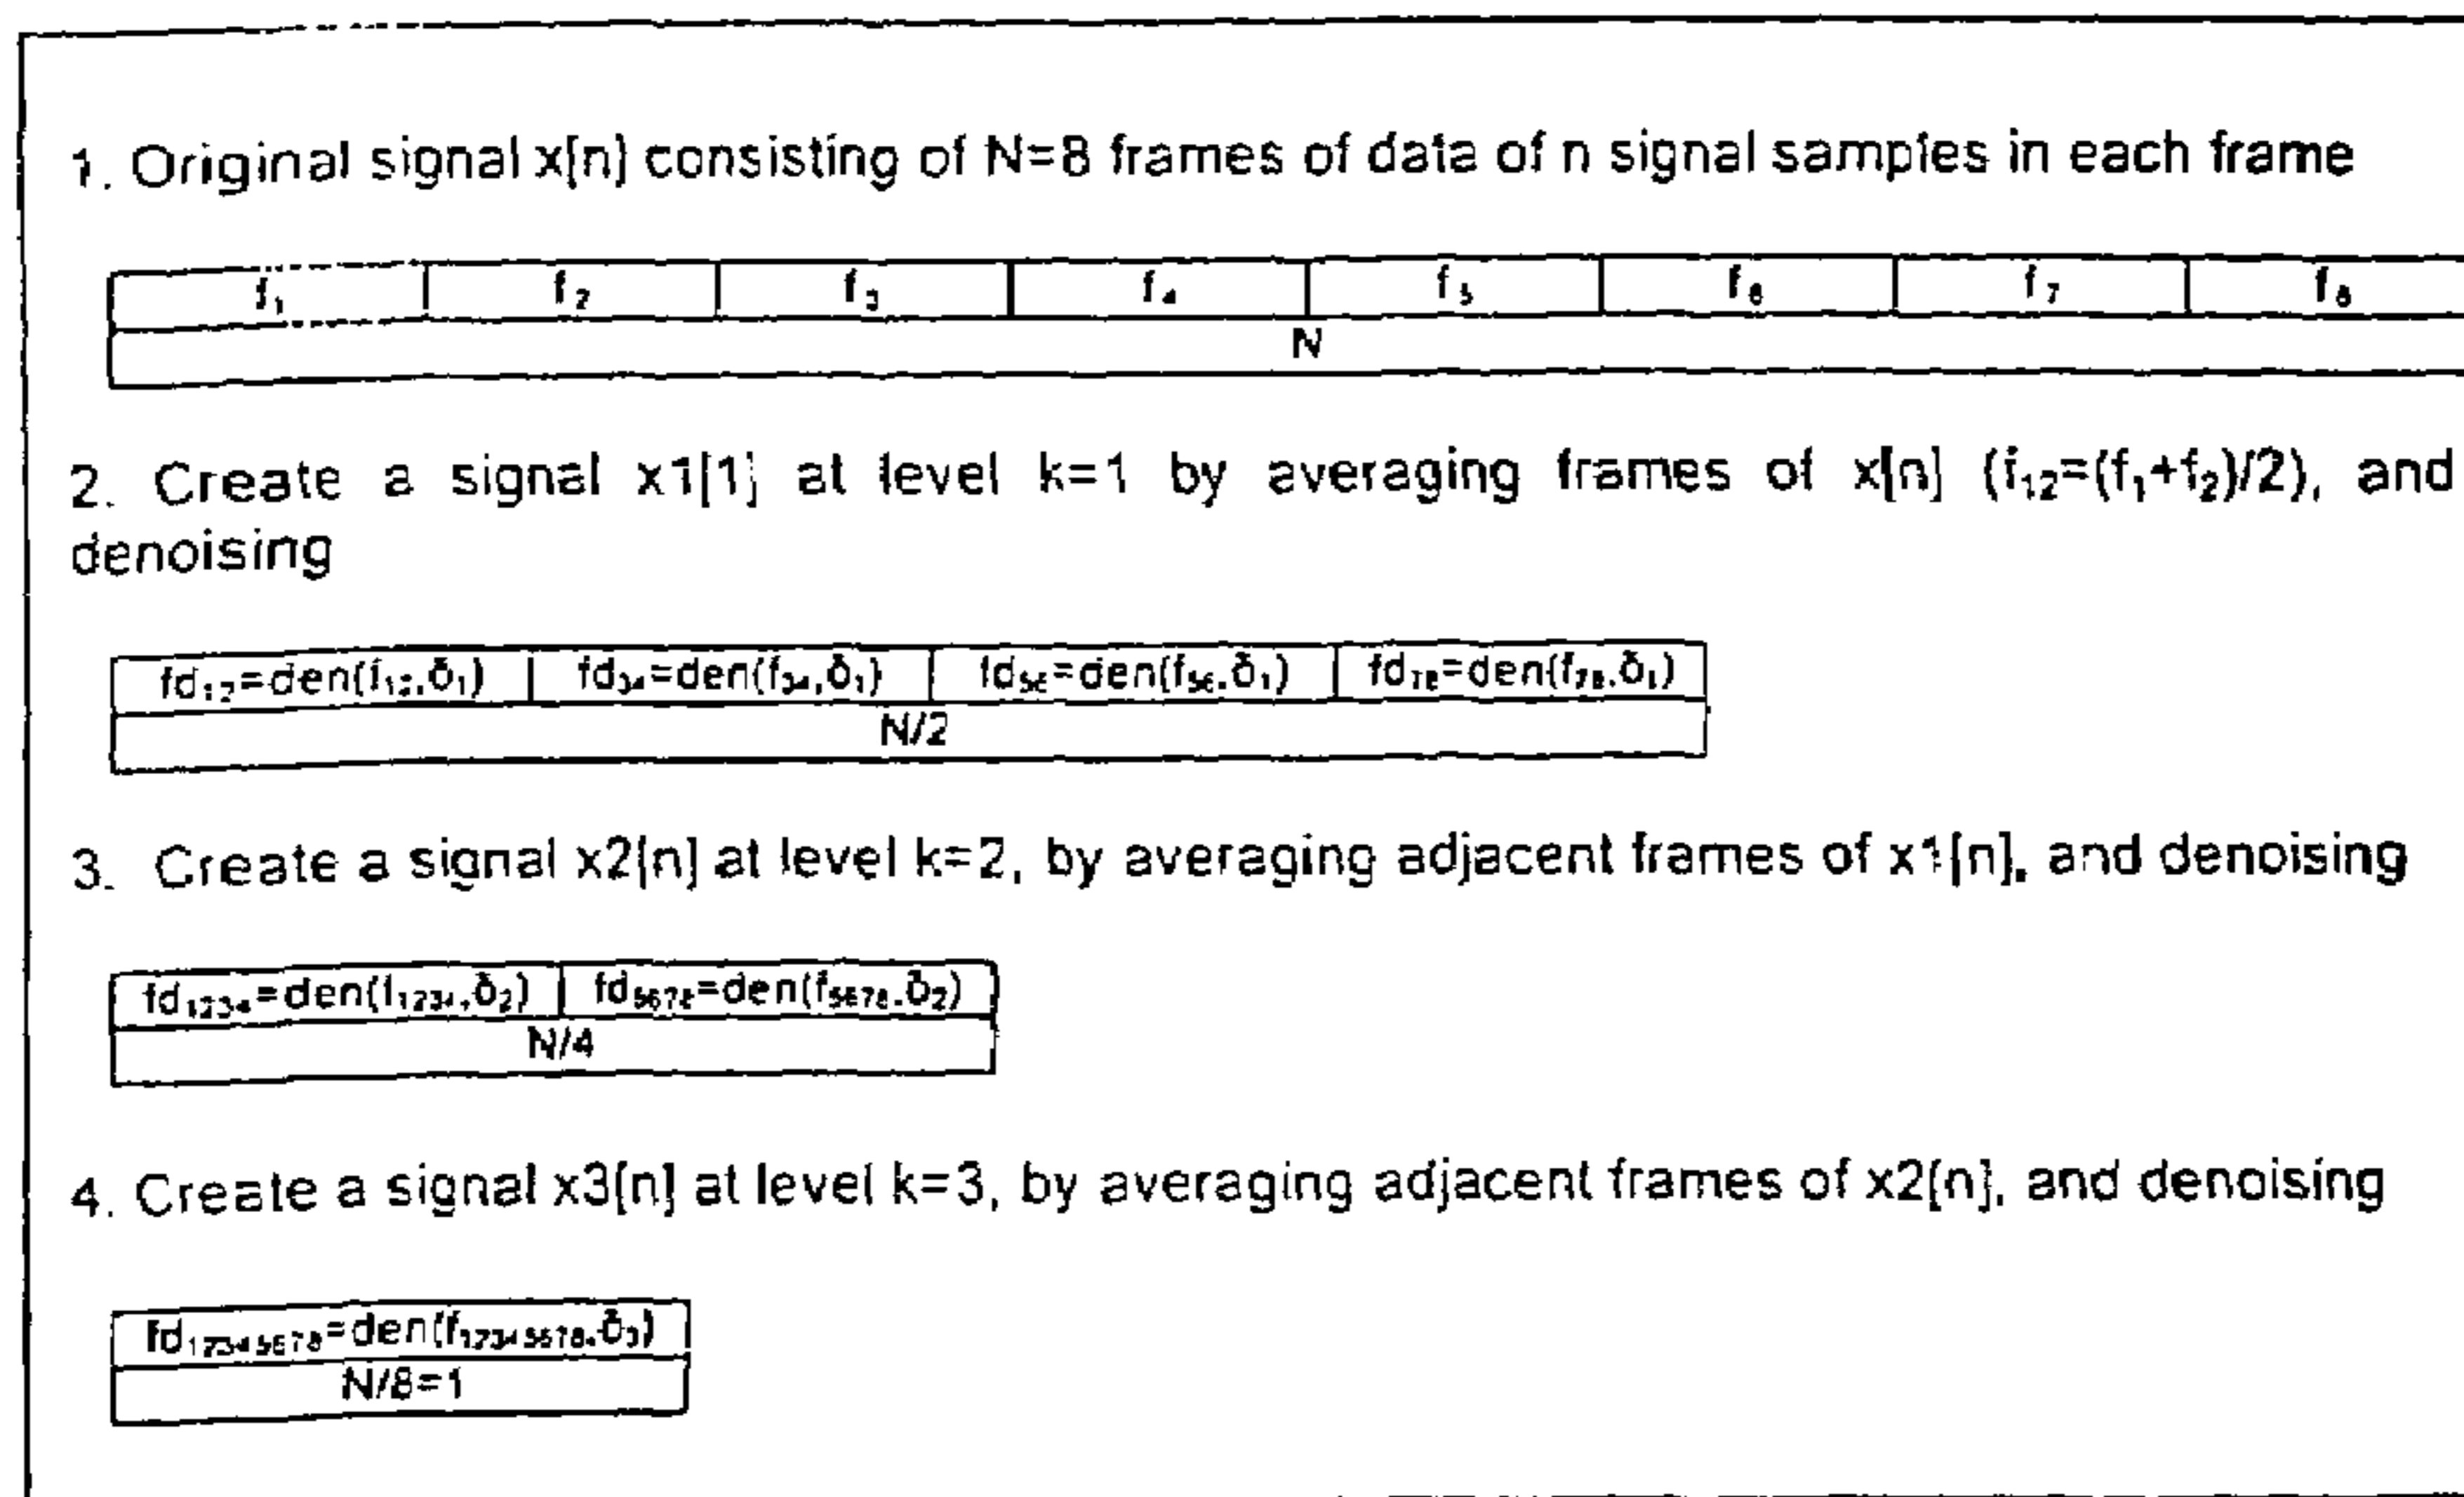 1. Original signal x[n] consisting of N=8 frames of data of n signal samples in each frame
f₁ f₂ f₃ f₄ f₅ f₆ f₇ f₈
N
2. Create a signal x1[1] at level k=1 by averaging frames of x[n] (f₁₂=(f₁+f₂)/2), and
denoising
fd₁₂=den(f₁₂,δ₁) fd₃₄=den(f₃₄,δ₁) fd₅₆=den(f₅₆,δ₁) fd₇₈=den(f₇₈,δ₁)
N/2
3. Create a signal x2[n] at level k=2, by averaging adjacent frames of x1[n], and denoising
fd₁₂₃₄=den(f₁₂₃₄,δ₂) fd₅₆₇₈=den(f₅₆₇₈,δ₂)
N/4
4. Create a signal x3[n] at level k=3, by averaging adjacent frames of x2[n], and denoising
fd₁₂₃₄₅₆₇₈=den(f₁₂₃₄₅₆₇₈,δ₃)
N/8=1